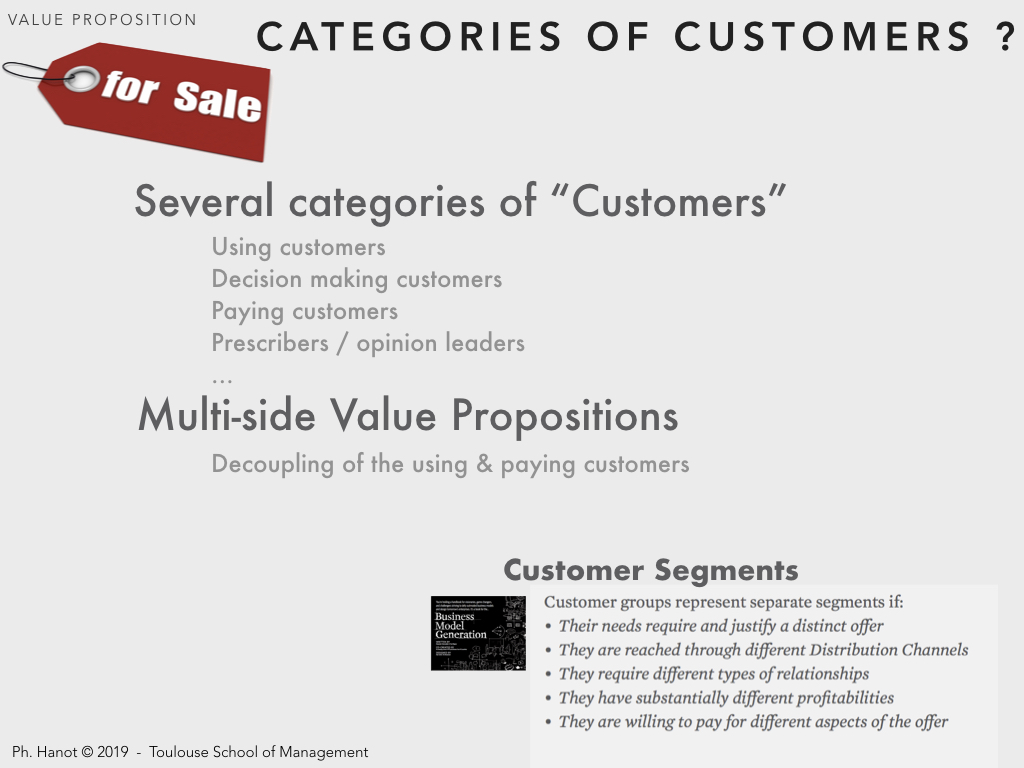 VALUE PROPOSITION
CATEGORIES OF CUSTOMERS ?
for Sale
Several categories of “Customers”
Using customers
Decision making customers
Paying customers
Prescribers / opinion leaders
...
Multi-side Value Propositions
Decoupling of the using & paying customers
Customer Segments
Business
Model
Generation
Customer groups represent separate segments if:
• Their needs require and justify a distinct offer
• They are reached through different Distribution Channels
• They require different types of relationships
• They have substantially different profitabilities
• They are willing to pay for different aspects of the offer
Ph. Hanot © 2019 - Toulouse School of Management